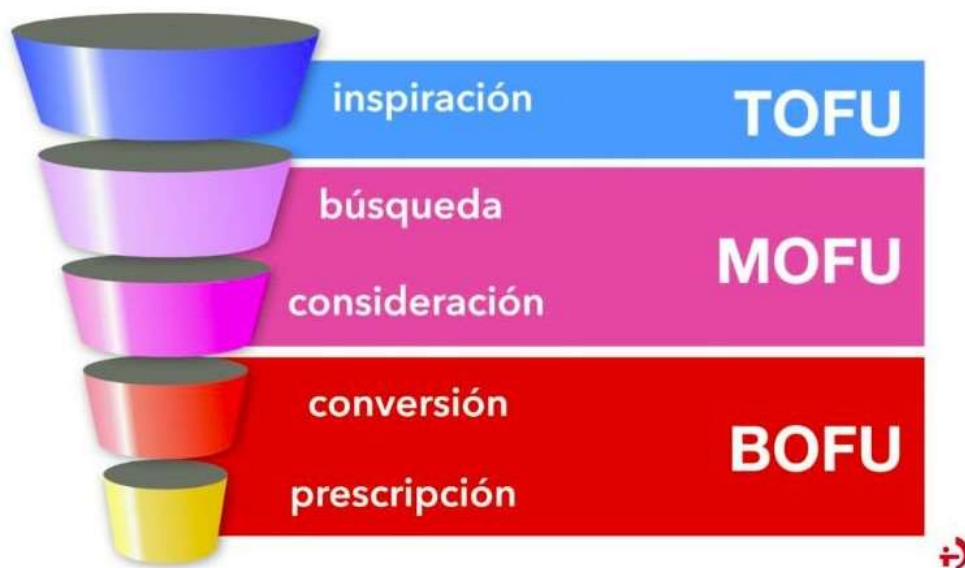 inspiración
TOFU
búsqueda
MOFU
consideración
conversión
BOFU
prescripción